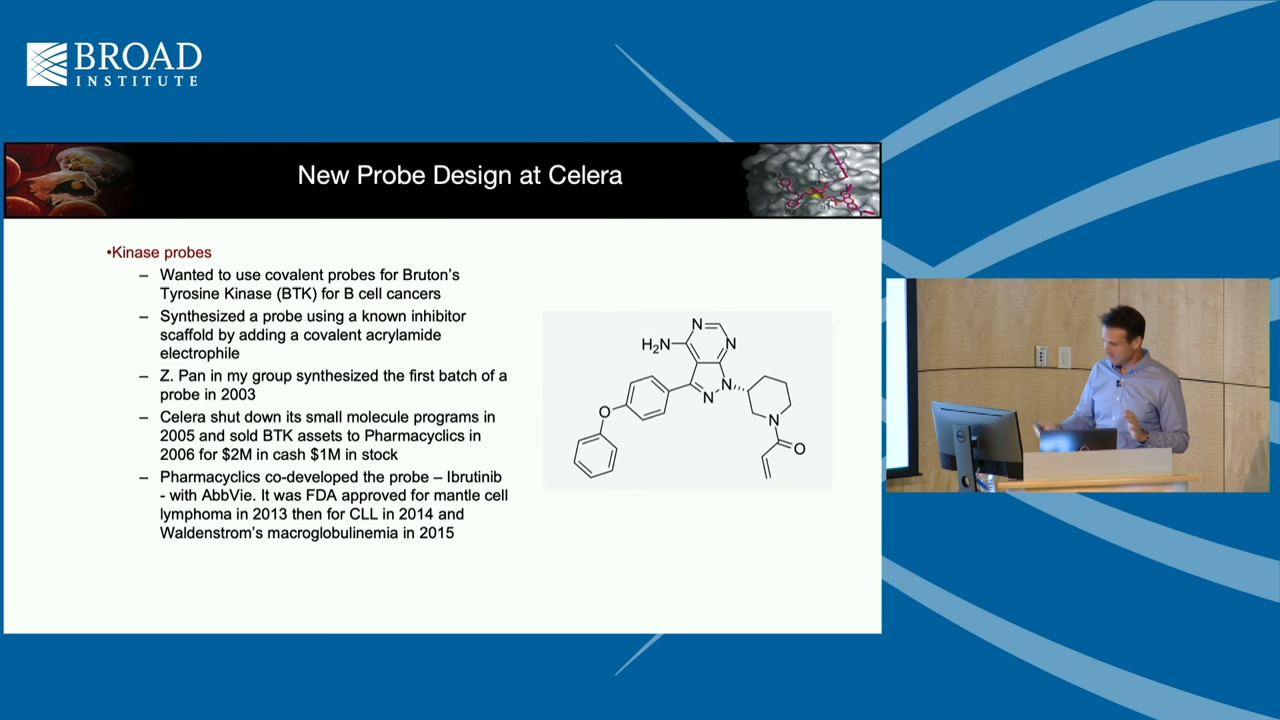 BROAD
INSTITUTE
New Probe Design at Celera
•Kinase probes
– Wanted to use covalent probes for Bruton's
Tyrosine Kinase (BTK) for B cell cancers
– Synthesized a probe using a known inhibitor
scaffold by adding a covalent acrylamide
electrophile
– Z. Pan in my group synthesized the first batch of a
probe in 2003
– Celera shut down its small molecule programs in
2005 and sold BTK assets to Pharmacyclics in
2006 for $2M in cash $1M in stock
– Pharmacyclics co-developed the probe – Ibrutinib
- with AbbVie. It was FDA approved for mantle cell
lymphoma in 2013 then for CLL in 2014 and
Waldenstrom's macroglobulinemia in 2015
N
H₂N
N
N
N
O
N
O
DELL